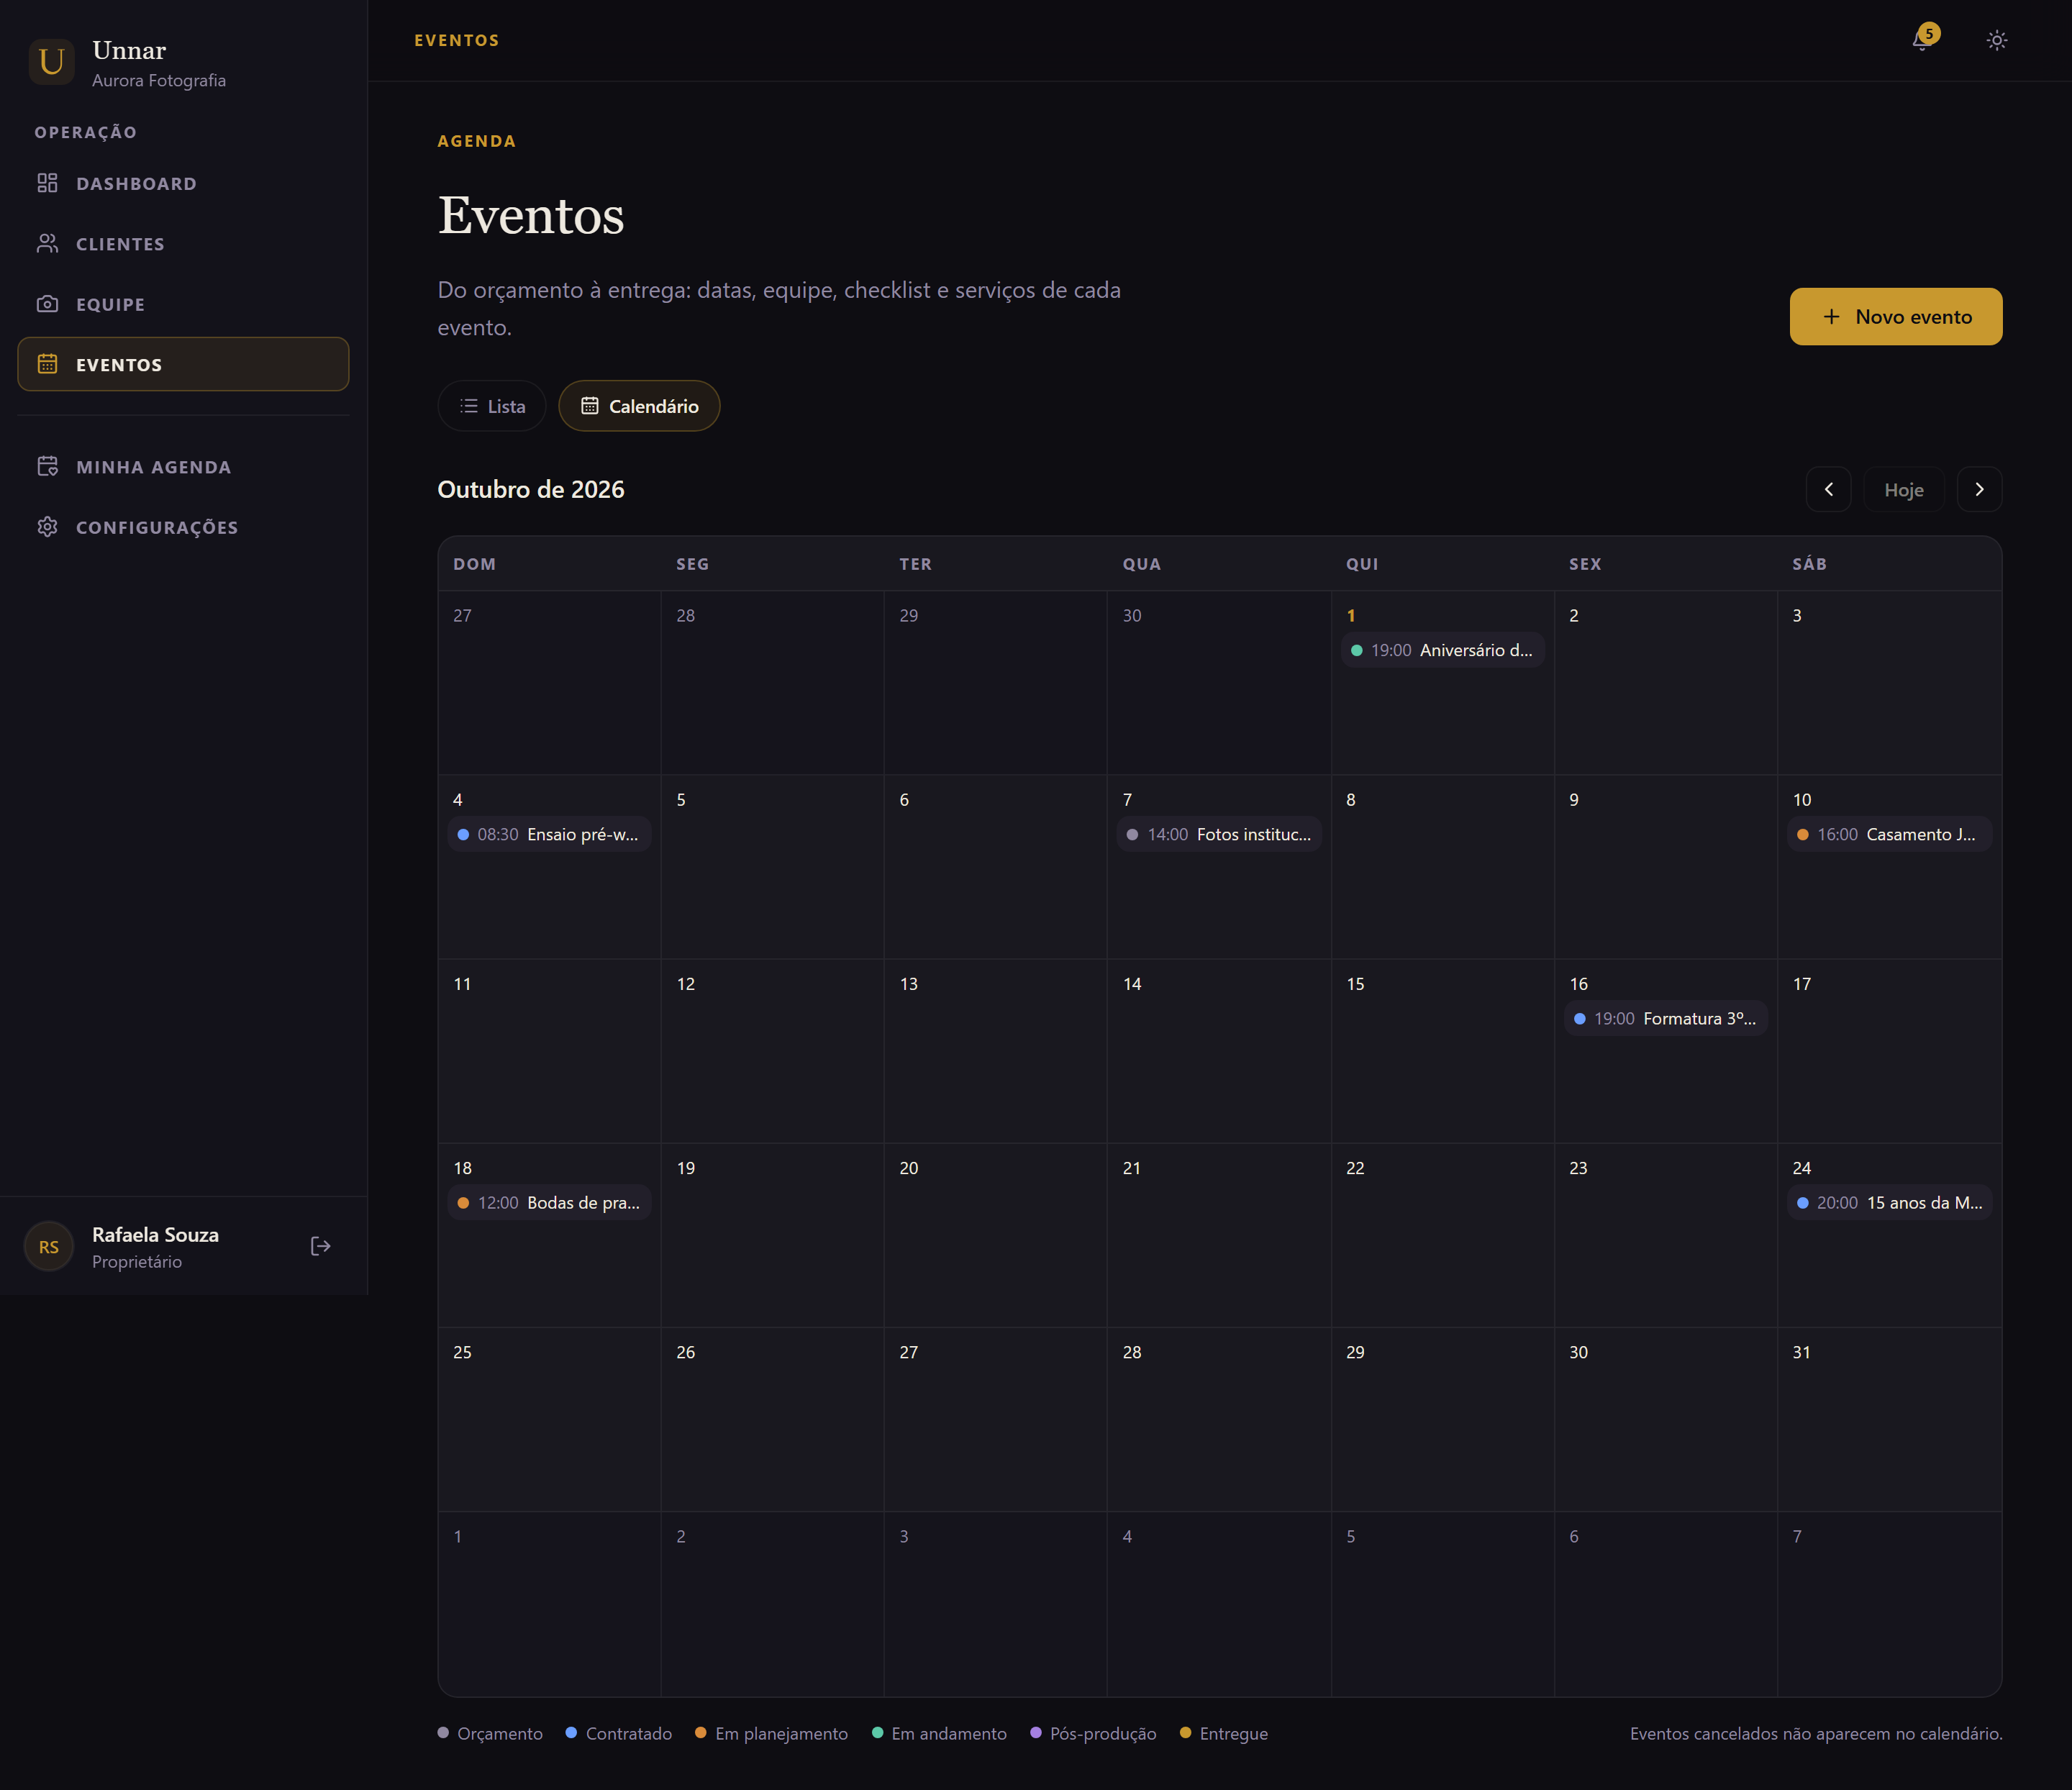 U
Unnar
Aurora Fotografia
OPERAÇÃO
DASHBOARD
CLIENTES
EQUIPE
EVENTOS
MINHA AGENDA
CONFIGURAÇÕES
RS
Rafaela Souza
Proprietário
EVENTOS
5
AGENDA
Eventos
Do orçamento à entrega: datas, equipe, checklist e serviços de cada
evento.
Novo evento
Lista
Calendário
Outubro de 2026
Hoje
DOM SEG TER QUA QUI SEX SÁB
27 28 29 30 1 2 3
19:00 Aniversário d...
4 5 6 7 8 9 10
08:30 Ensaio pré-w... 14:00 Fotos instituc... 16:00 Casamento J...
11 12 13 14 15 16 17
19:00 Formatura 3º...
18 19 20 21 22 23 24
12:00 Bodas de pra... 20:00 15 anos da M...
25 26 27 28 29 30 31
1 2 3 4 5 6 7
Orçamento Contratado Em planejamento Em andamento Pós-produção Entregue
Eventos cancelados não aparecem no calendário.